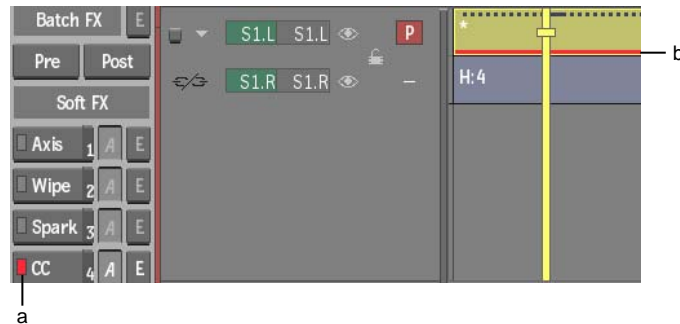 Batch FX E
Pre Post
Soft FX
Axis 1 A E
Wipe 2 A E
Spark 3 A E
CC 4 A E
S1.L S1.L P
S1.R S1.R –
*
H:4
b
a